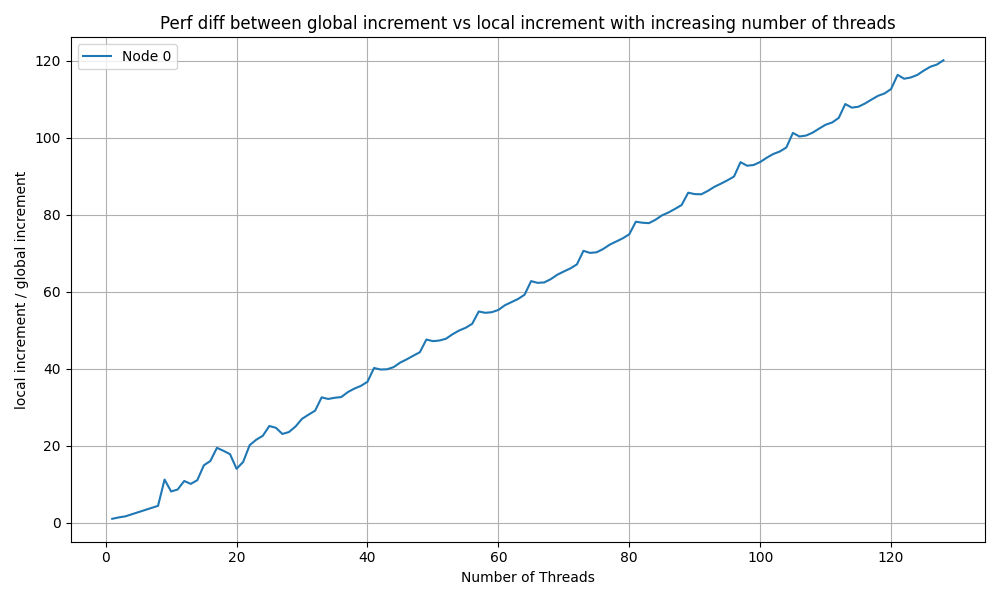 Perf diff between global increment vs local increment with increasing number of threads
Node 0
local increment / global increment
120
100
80
60
40
20
0
0 20 40 60 80 100 120
Number of Threads